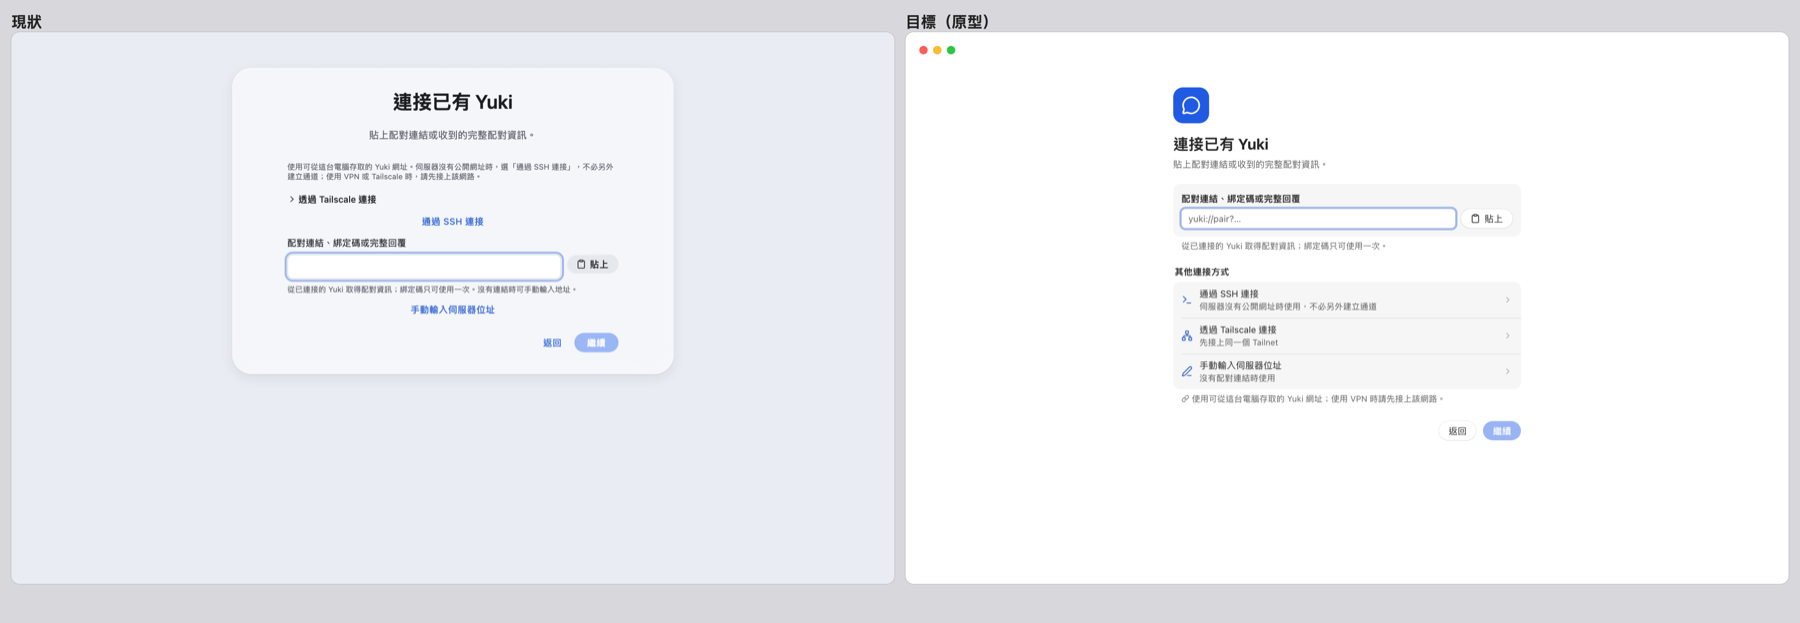 現狀
連接已有 Yuki
貼上配對連結或收到的完整配對資訊。
使用可從這台電腦存取的 Yuki 網址。伺服器沒有公開網址時，選「通過 SSH 連接」，不必另外
建立通道；使用 VPN 或 Tailscale 時，請先接上該網路。
透過 Tailscale 連接
通過 SSH 連接
配對連結、綁定碼或完整回覆
貼上
從已連接的 Yuki 取得配對資訊；綁定碼只可使用一次。沒有連結時可手動輸入地址。
手動輸入伺服器位址
返回
繼續
目標（原型）
連接已有 Yuki
貼上配對連結或收到的完整配對資訊。
配對連結、綁定碼或完整回覆
yuki://pair?...
貼上
從已連接的 Yuki 取得配對資訊；綁定碼只可使用一次。
其他連接方式
通過 SSH 連接
伺服器沒有公開網址時使用，不必另外建立通道
透過 Tailscale 連接
先接上同一個 Tailnet
手動輸入伺服器位址
沒有配對連結時使用
使用可從這台電腦存取的 Yuki 網址；使用 VPN 時請先接上該網路。
返回
繼續